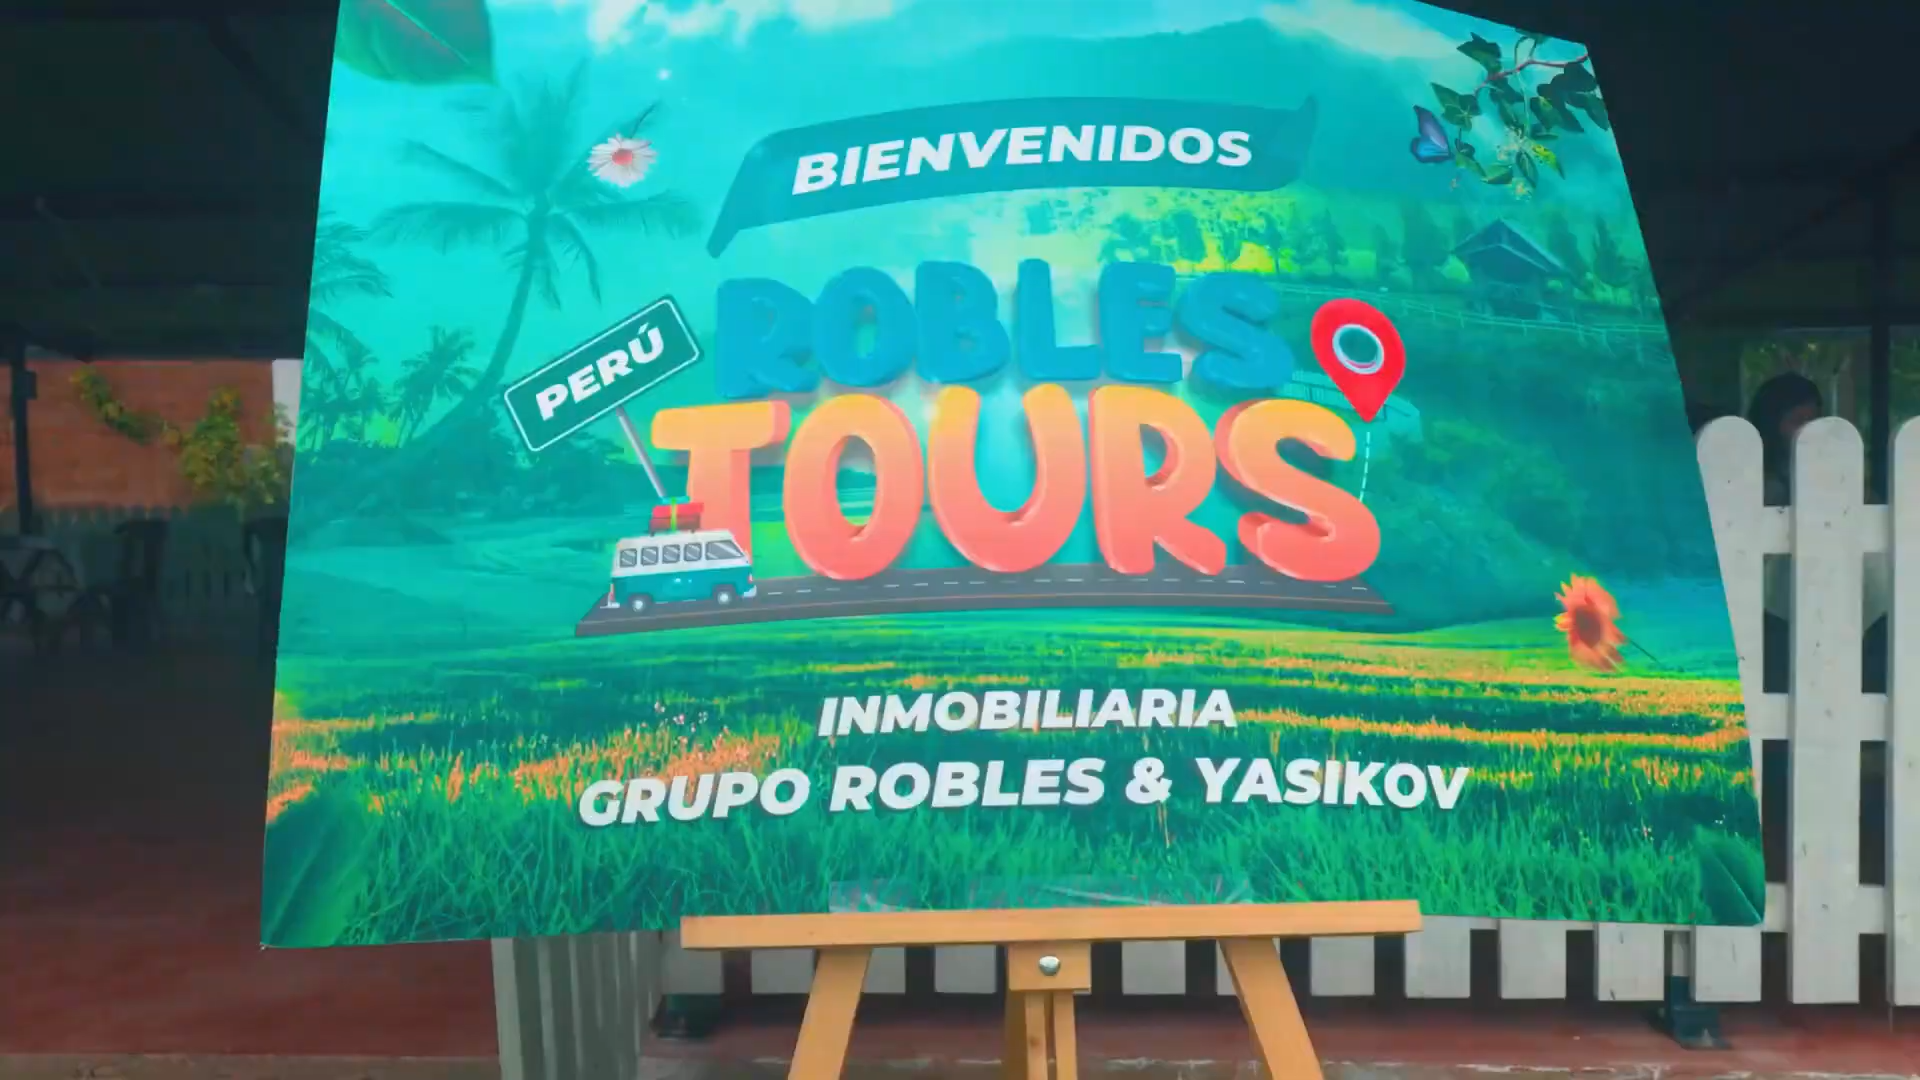 BIENVENIDOS
ROBLES
PERÚ
TOURS
INMOBILIARIA
GRUPO ROBLES & YASIKOV